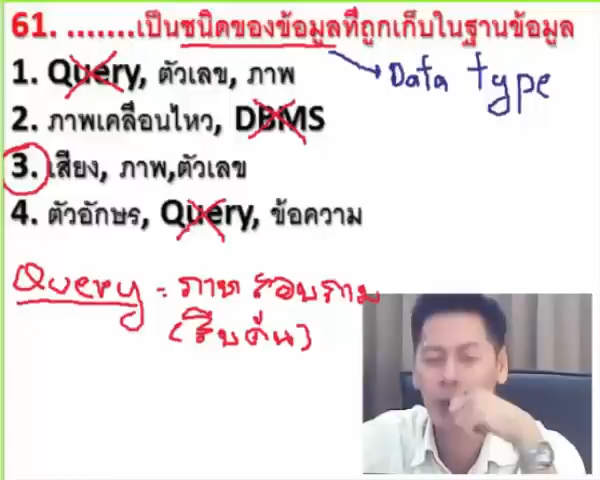 61. .......เป็นชนิดของข้อมูลที่ถูกเก็บในฐานข้อมูล
1. Query, ตัวเลข, ภาพ
Data type
2. ภาพเคลื่อนไหว, DBMS
3. เสียง, ภาพ,ตัวเลข
4. ตัวอักษร, Query, ข้อความ
Query = ภาษาสอบถาม
(สืบค้น)